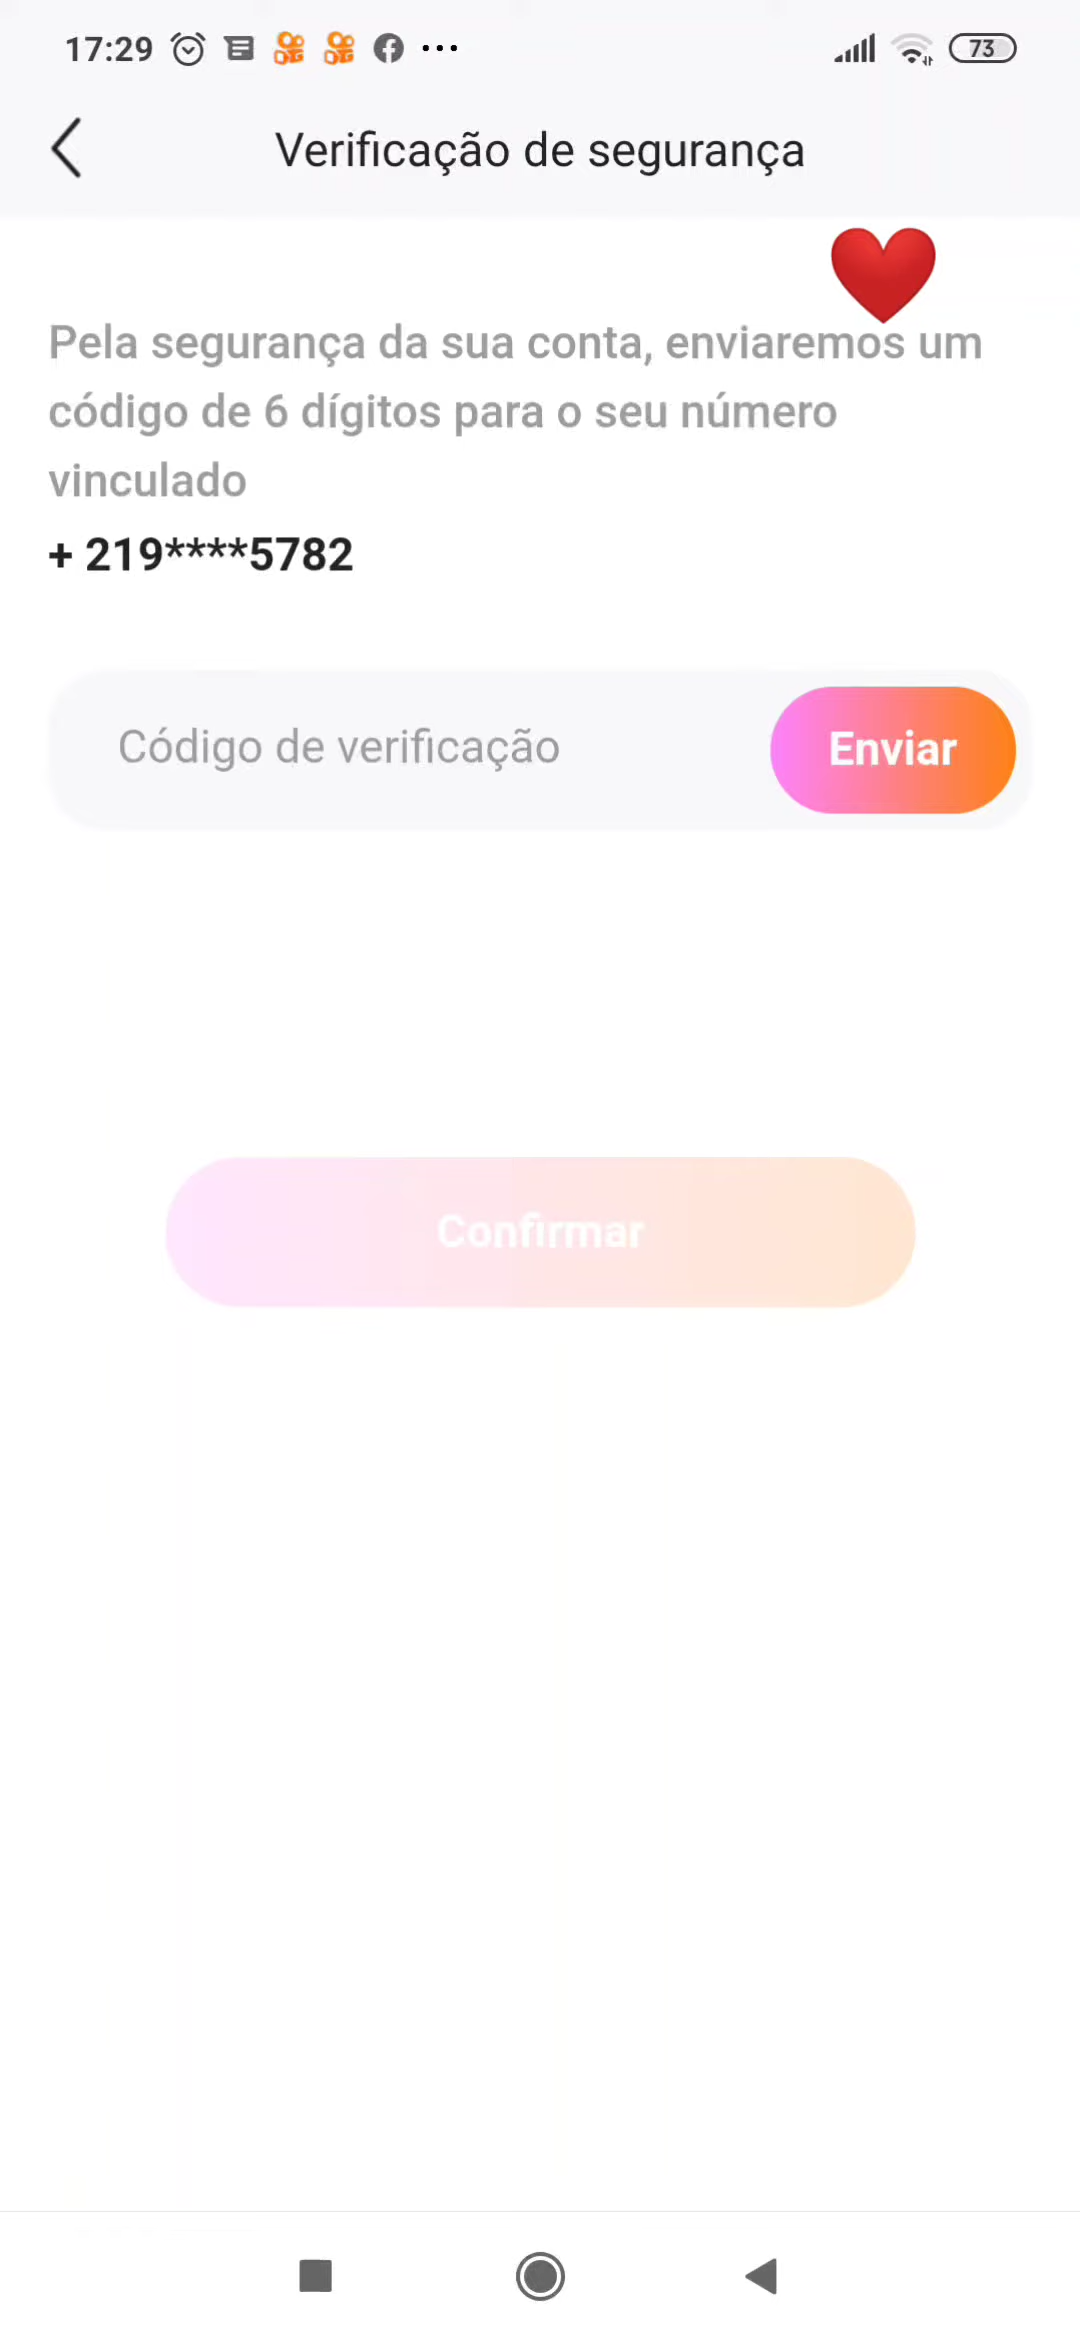 17:29
73
Verificação de segurança
Pela segurança da sua conta, enviaremos um
código de 6 dígitos para o seu número
vinculado
+ 219****5782
Código de verificação
Enviar
Confirmar